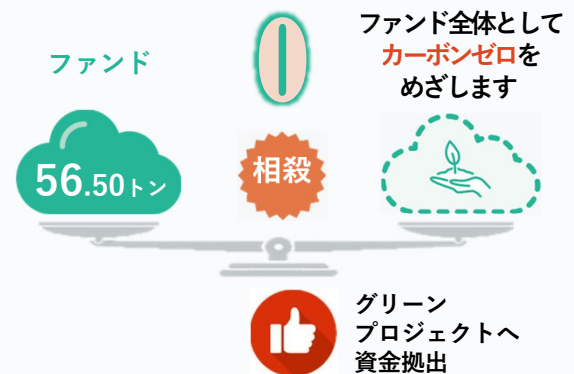 ファンド
ファンド全体として
カーボンゼロを
めざします
56.50トン
相殺
グリーン
プロジェクトへ
資金拠出